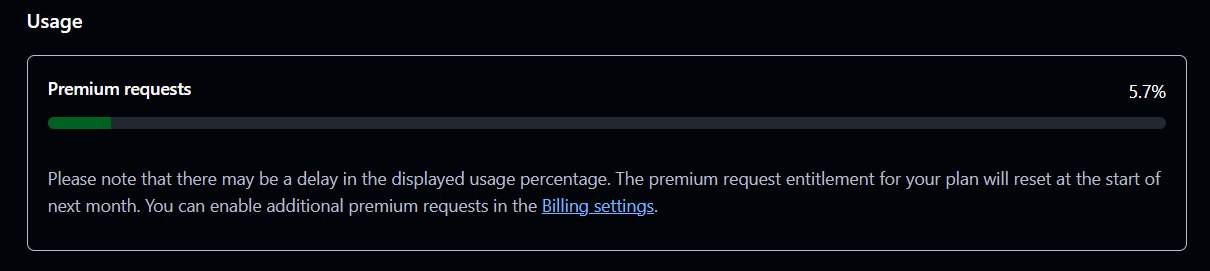 Usage
Premium requests
5.7%
Please note that there may be a delay in the displayed usage percentage. The premium request entitlement for your plan will reset at the start of
next month. You can enable additional premium requests in the Billing settings.